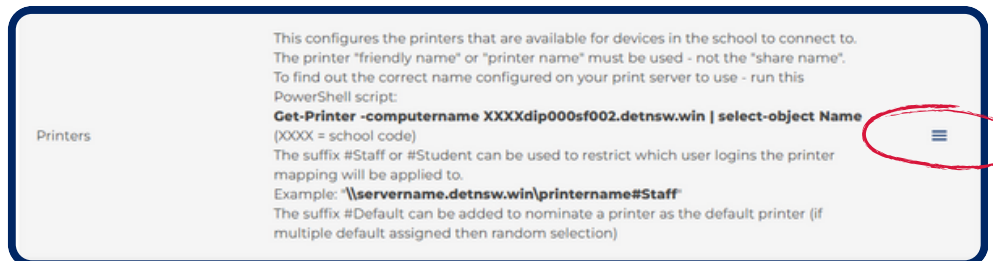 This configures the printers that are available for devices in the school to connect to.
The printer "friendly name" or "printer name" must be used - not the "share name".
To find out the correct name configured on your print server to use - run this
PowerShell script:
Get-Printer -computername XXXXdip000sf002.detnsw.win | select-object Name
Printers
(XXXX = school code)
The suffix #Staff or #Student can be used to restrict which user logins the printer
mapping will be applied to.
Example: "\\servername.detnsw.win\printername#Staff"
The suffix #Default can be added to nominate a printer as the default printer (if
multiple default assigned then random selection)